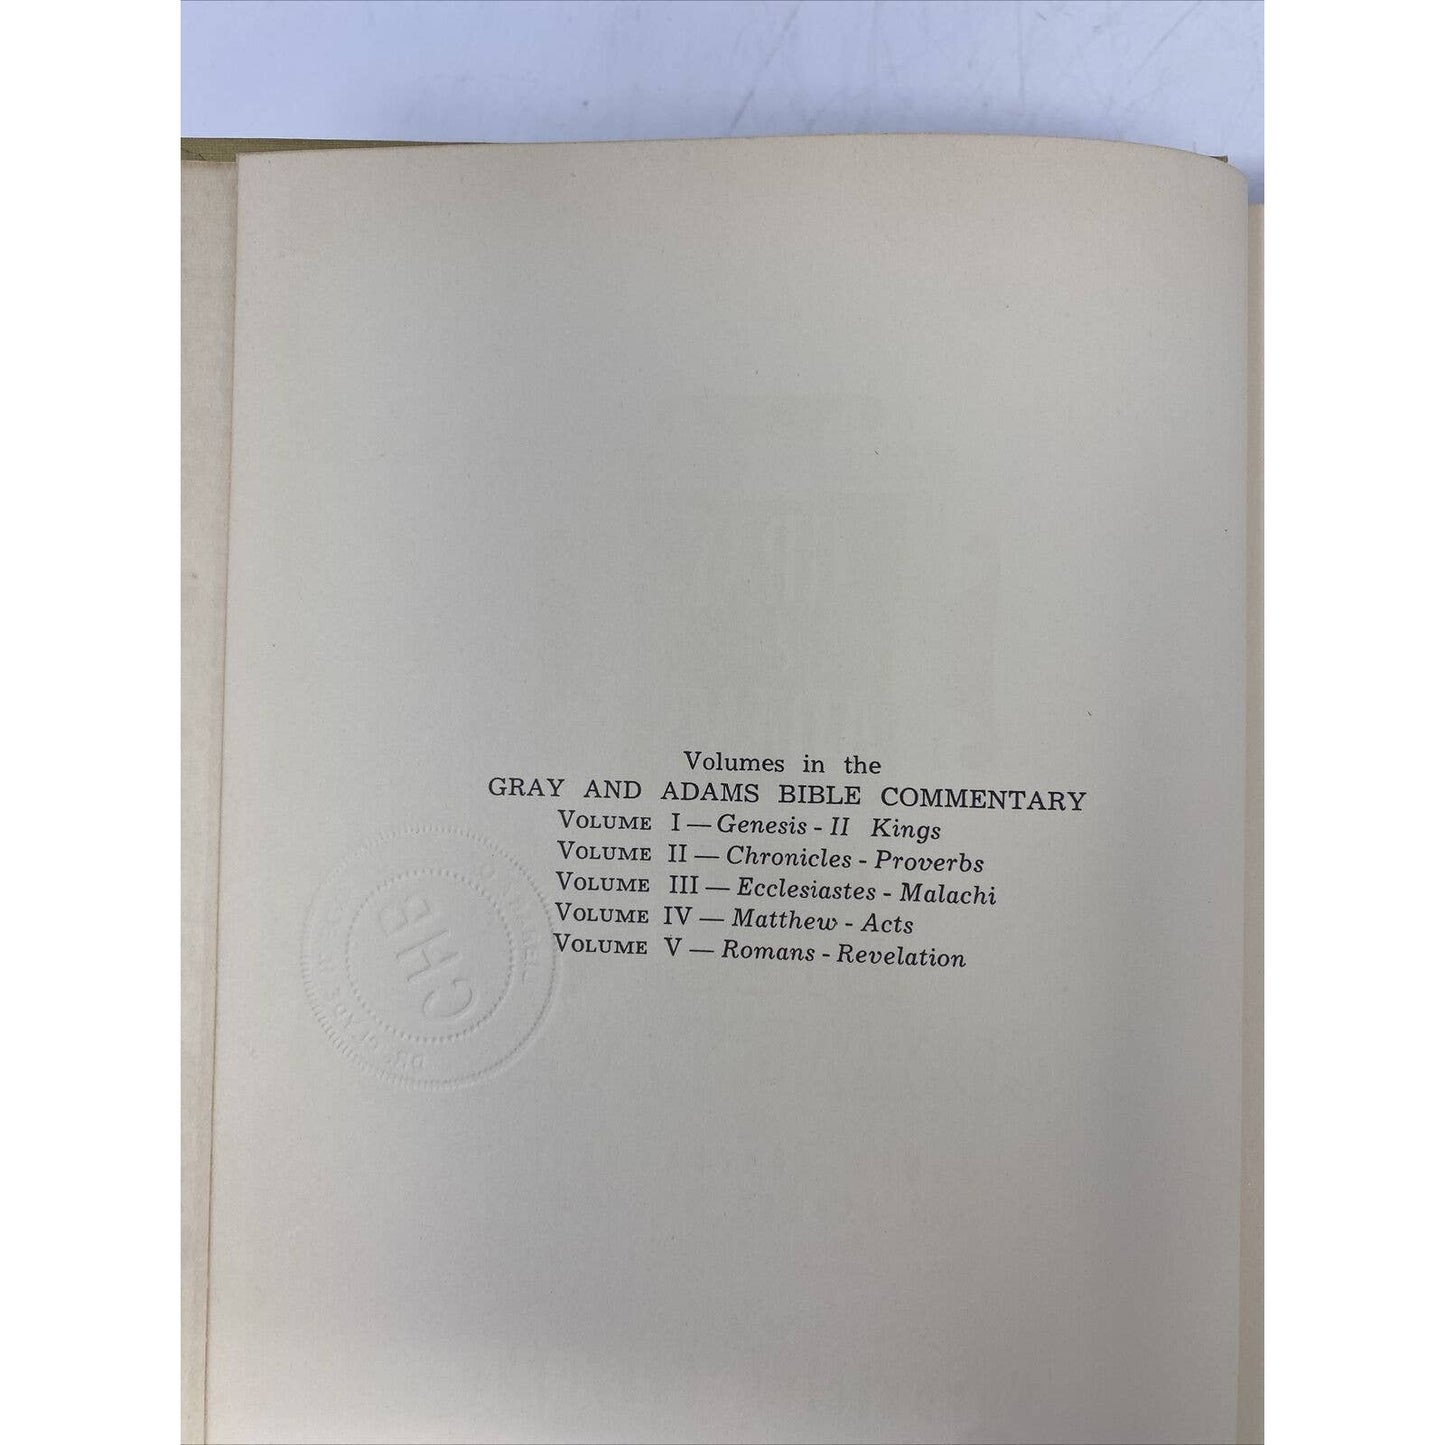 Volumes in the
GRAY AND ADAMS BIBLE COMMENTARY
VOLUME I — Genesis - II Kings
VOLUME II — Chronicles - Proverbs
VOLUME III — Ecclesiastes - Malachi
VOLUME IV — Matthew - Acts
VOLUME V — Romans - Revelation
CHB